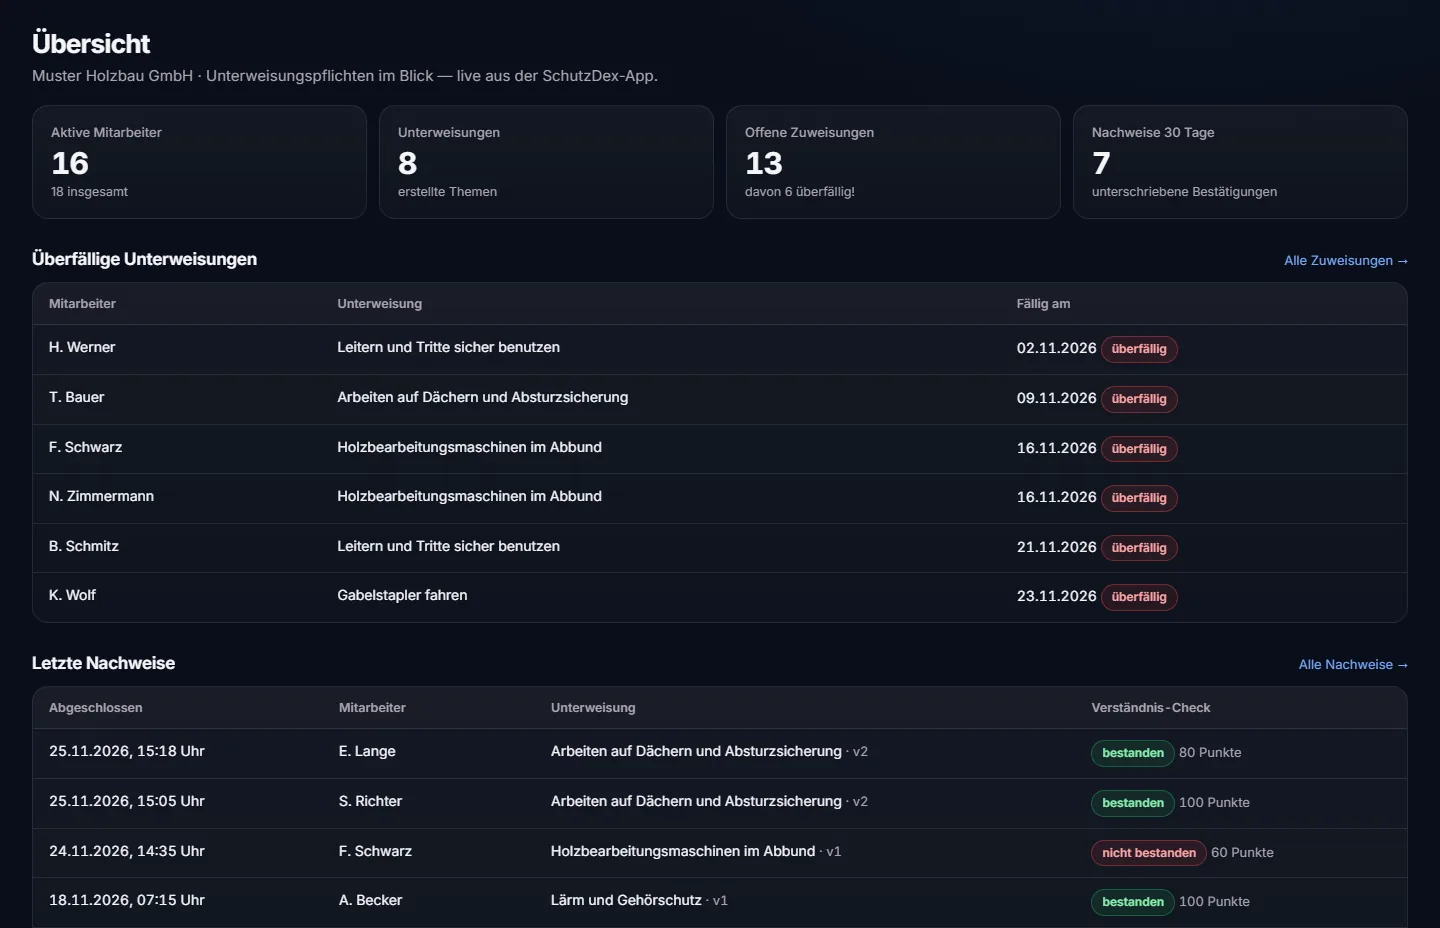 Übersicht
Muster Holzbau GmbH · Unterweisungspflichten im Blick — live aus der SchutzDex-App.
Aktive Mitarbeiter
16
18 insgesamt
Unterweisungen
8
erstellte Themen
Offene Zuweisungen
13
davon 6 überfällig!
Nachweise 30 Tage
7
unterschriebene Bestätigungen
Überfällige Unterweisungen
Alle Zuweisungen →
Mitarbeiter Unterweisung Fällig am
H. Werner Leitern und Tritte sicher benutzen 02.11.2026 überfällig
T. Bauer Arbeiten auf Dächern und Absturzsicherung 09.11.2026 überfällig
F. Schwarz Holzbearbeitungsmaschinen im Abbund 16.11.2026 überfällig
N. Zimmermann Holzbearbeitungsmaschinen im Abbund 16.11.2026 überfällig
B. Schmitz Leitern und Tritte sicher benutzen 21.11.2026 überfällig
K. Wolf Gabelstapler fahren 23.11.2026 überfällig
Letzte Nachweise
Alle Nachweise →
Abgeschlossen Mitarbeiter Unterweisung Verständnis-Check
25.11.2026, 15:18 Uhr E. Lange Arbeiten auf Dächern und Absturzsicherung · v2 bestanden 80 Punkte
25.11.2026, 15:05 Uhr S. Richter Arbeiten auf Dächern und Absturzsicherung · v2 bestanden 100 Punkte
24.11.2026, 14:35 Uhr F. Schwarz Holzbearbeitungsmaschinen im Abbund · v1 nicht bestanden 60 Punkte
18.11.2026, 07:15 Uhr A. Becker Lärm und Gehörschutz · v1 bestanden 100 Punkte